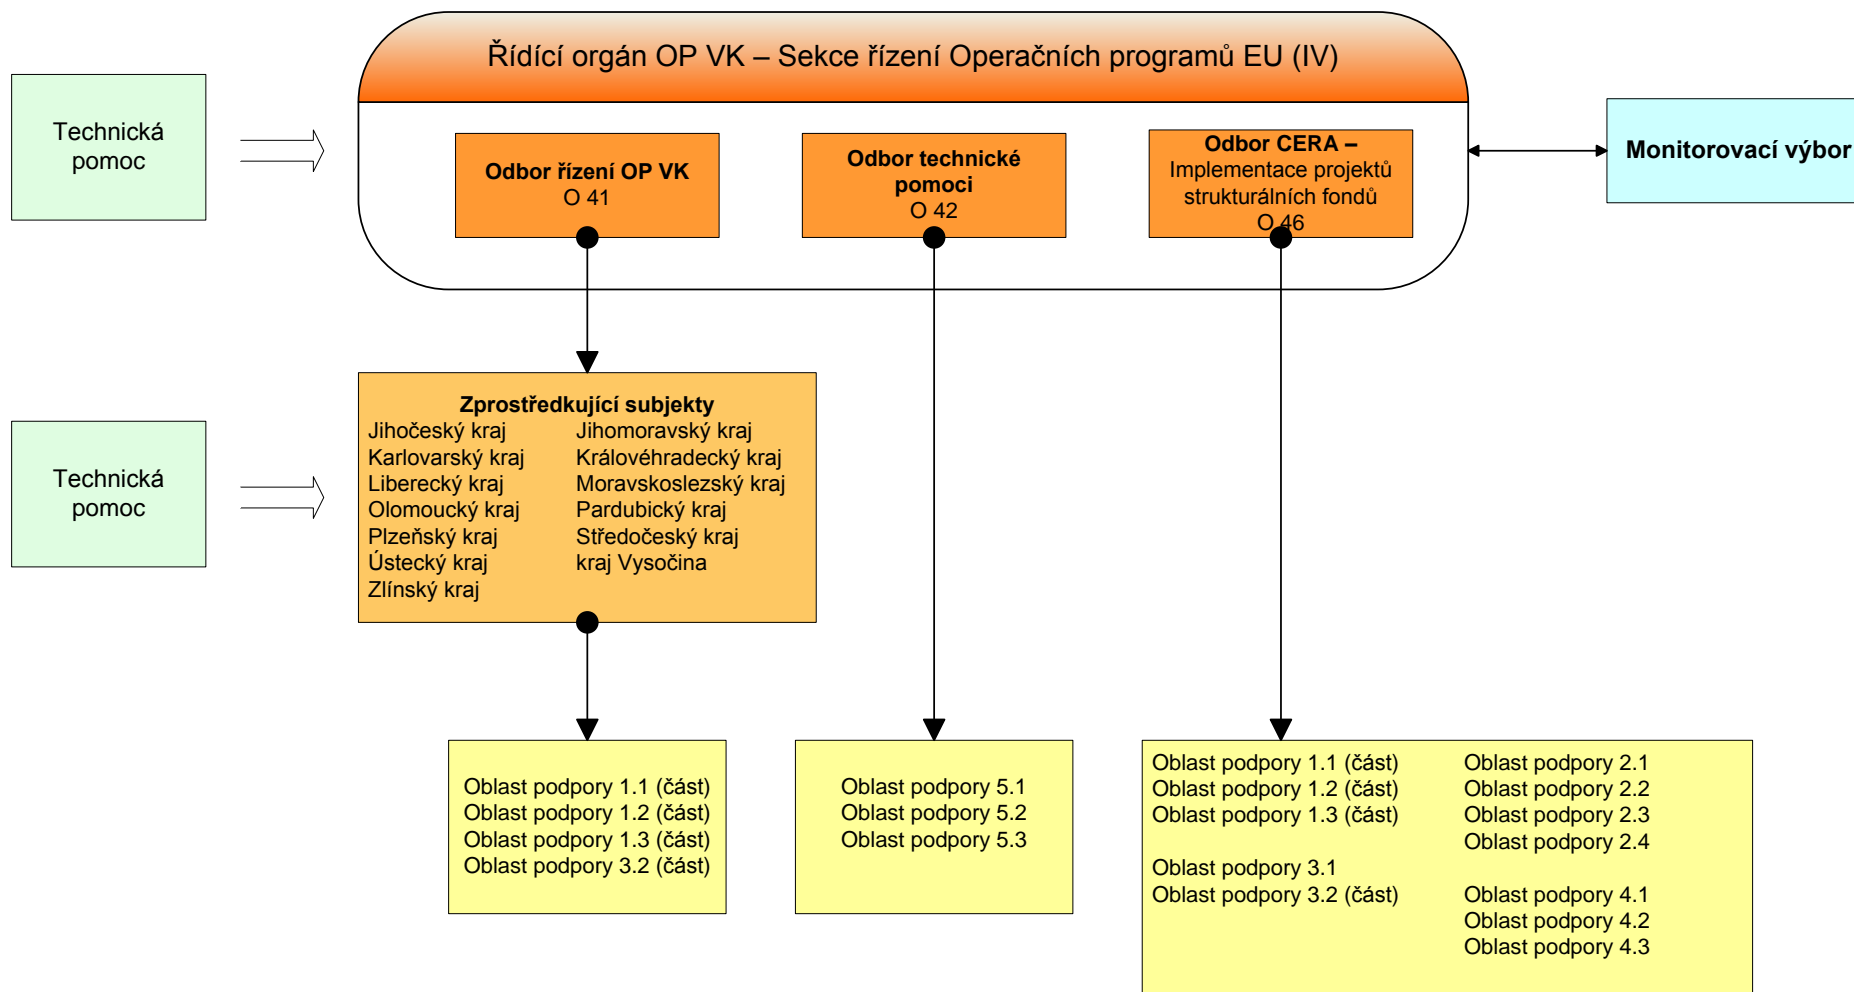 Řídící orgán OP VK – Sekce řízení Operačních programů EU (IV)
Technická
pomoc
Odbor řízení OP VK
O 41
Odbor technické
pomoci
O 42
Odbor CERA –
Implementace projektů
strukturálních fondů
O 46
Monitorovací výbor
Technická
pomoc
Zprostředkující subjekty
Jihočeský kraj
Karlovarský kraj
Liberecký kraj
Olomoucký kraj
Plzeňský kraj
Ústecký kraj
Zlínský kraj
Jihomoravský kraj
Královéhradecký kraj
Moravskoslezský kraj
Pardubický kraj
Středočeský kraj
kraj Vysočina
Oblast podpory 1.1 (část)
Oblast podpory 1.2 (část)
Oblast podpory 1.3 (část)
Oblast podpory 3.2 (část)
Oblast podpory 5.1
Oblast podpory 5.2
Oblast podpory 5.3
Oblast podpory 1.1 (část)
Oblast podpory 1.2 (část)
Oblast podpory 1.3 (část)
Oblast podpory 3.1
Oblast podpory 3.2 (část)
Oblast podpory 2.1
Oblast podpory 2.2
Oblast podpory 2.3
Oblast podpory 2.4
Oblast podpory 4.1
Oblast podpory 4.2
Oblast podpory 4.3